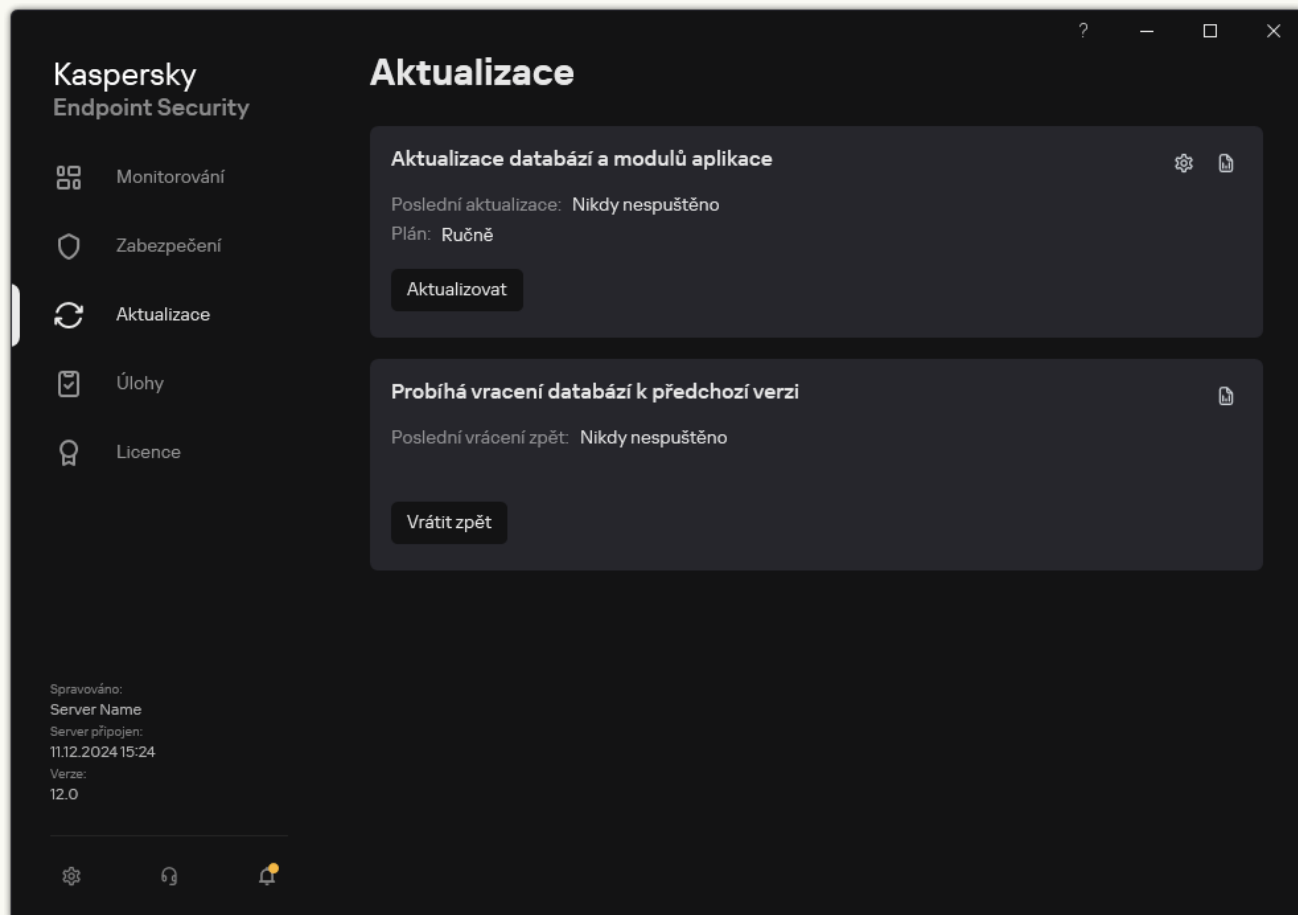 ?
Kaspersky
Endpoint Security
Monitorování
Zabezpečení
Aktualizace
Úlohy
Licence
Spravováno:
Server Name
Server připojen:
11.12.2024 15:24
Verze:
12.0
Aktualizace
Aktualizace databází a modulů aplikace
Poslední aktualizace: Nikdy nespuštěno
Plán: Ručně
Aktualizovat
Probíhá vracení databází k předchozí verzi
Poslední vrácení zpět: Nikdy nespuštěno
Vrátit zpět